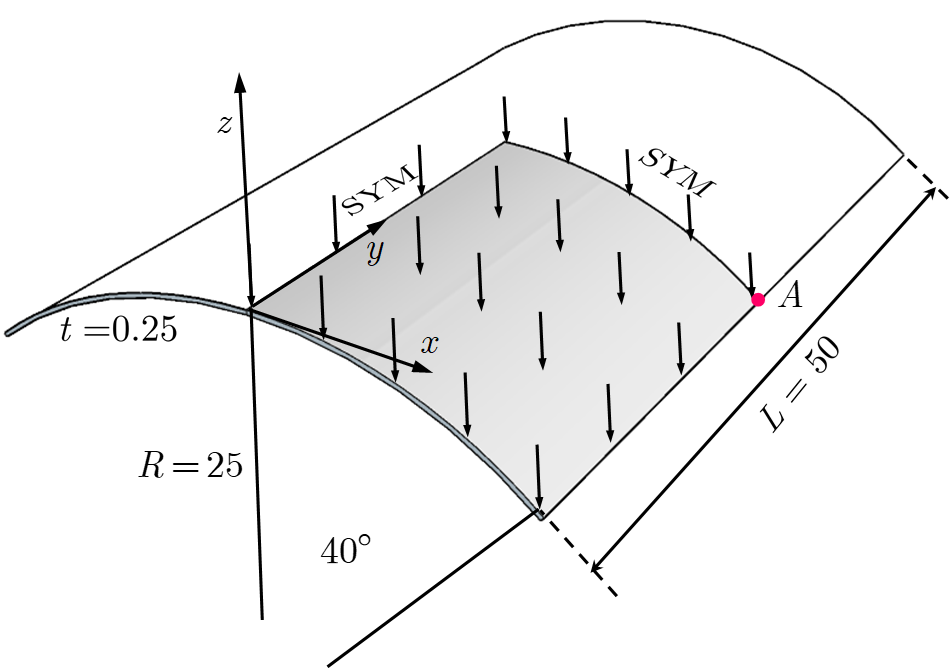 z
SYM
SYM
y
A
t =0.25
x
L = 50
R = 25
40°